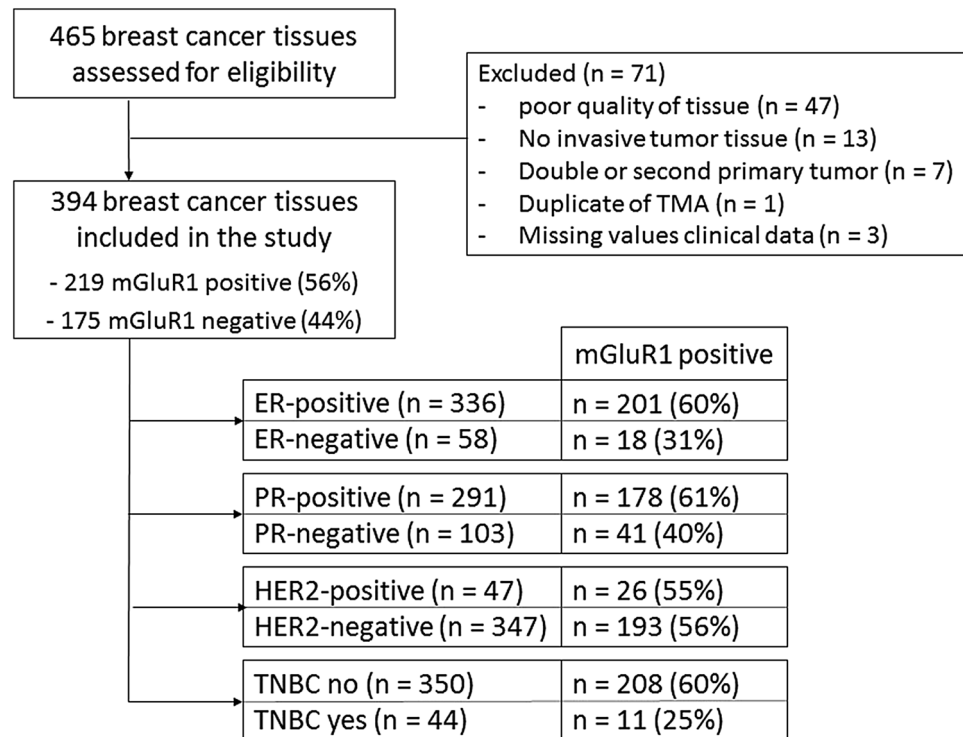 465 breast cancer tissues
assessed for eligibility
Excluded (n = 71)
- poor quality of tissue (n = 47)
- No invasive tumor tissue (n = 13)
- Double or second primary tumor (n = 7)
- Duplicate of TMA (n = 1)
- Missing values clinical data (n = 3)
394 breast cancer tissues
included in the study
- 219 mGluR1 positive (56%)
- 175 mGluR1 negative (44%)
mGluR1 positive
ER-positive (n = 336) n = 201 (60%)
ER-negative (n = 58) n = 18 (31%)
PR-positive (n = 291) n = 178 (61%)
PR-negative (n = 103) n = 41 (40%)
HER2-positive (n = 47) n = 26 (55%)
HER2-negative (n = 347) n = 193 (56%)
TNBC no (n = 350) n = 208 (60%)
TNBC yes (n = 44) n = 11 (25%)